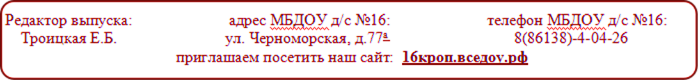 Редактор выпуска: адрес МБДОУ д/с №16: телефон МБДОУ д/с №16:
Троицкая Е.Б. ул. Черноморская, д.77ᵃ 8(86138)-4-04-26
приглашаем посетить наш сайт: 16кроп.вседоу.рф